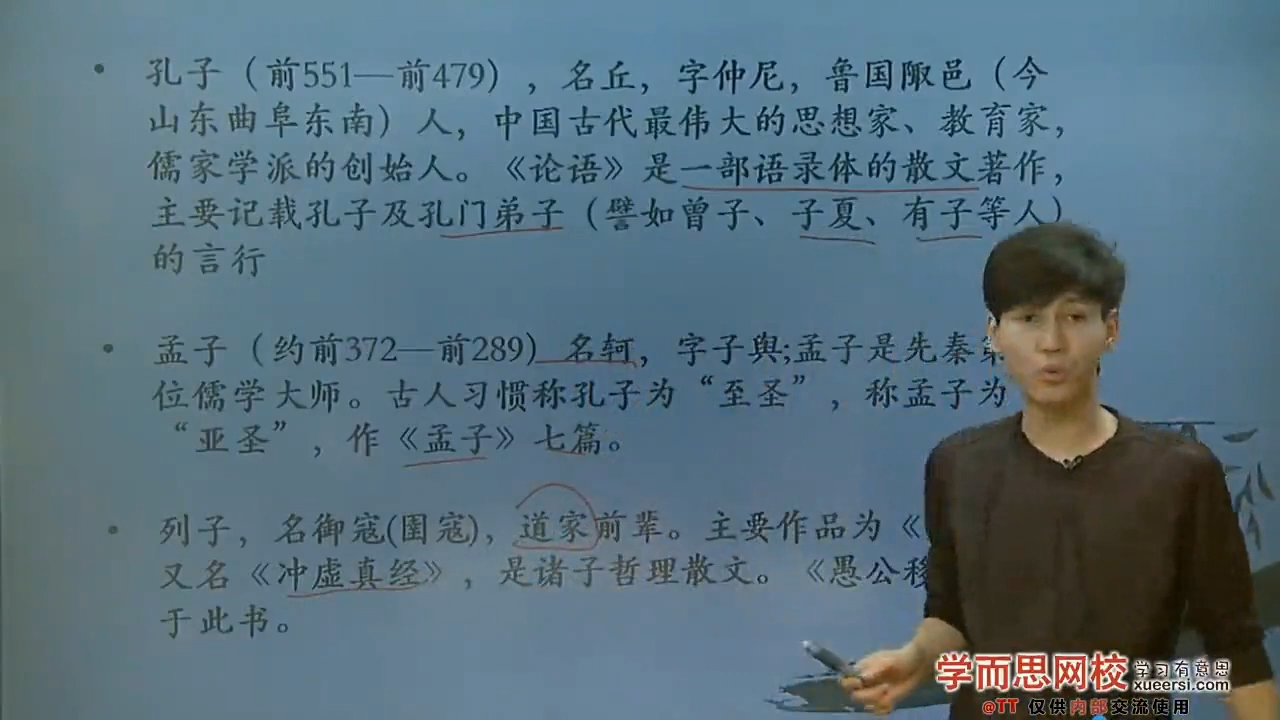 • 孔子（前551—前479），名丘，字仲尼，鲁国陬邑（今
山东曲阜东南）人，中国古代最伟大的思想家、教育家，
儒家学派的创始人。《论语》是一部语录体的散文著作，
主要记载孔子及孔门弟子（譬如曾子、子夏、有子等人）
的言行
• 孟子（约前372—前289）名轲，字子舆;孟子是先秦
位儒学大师。古人习惯称孔子为“至圣”，称孟子为
“亚圣”，作《孟子》七篇。
• 列子，名御寇(圄寇)，道家前辈。主要作品为《
又名《冲虚真经》，是诸子哲理散文。《愚公移
于此书。
学而思网校 学习有意思
xueersi.com
@TT 仅供内部交流使用